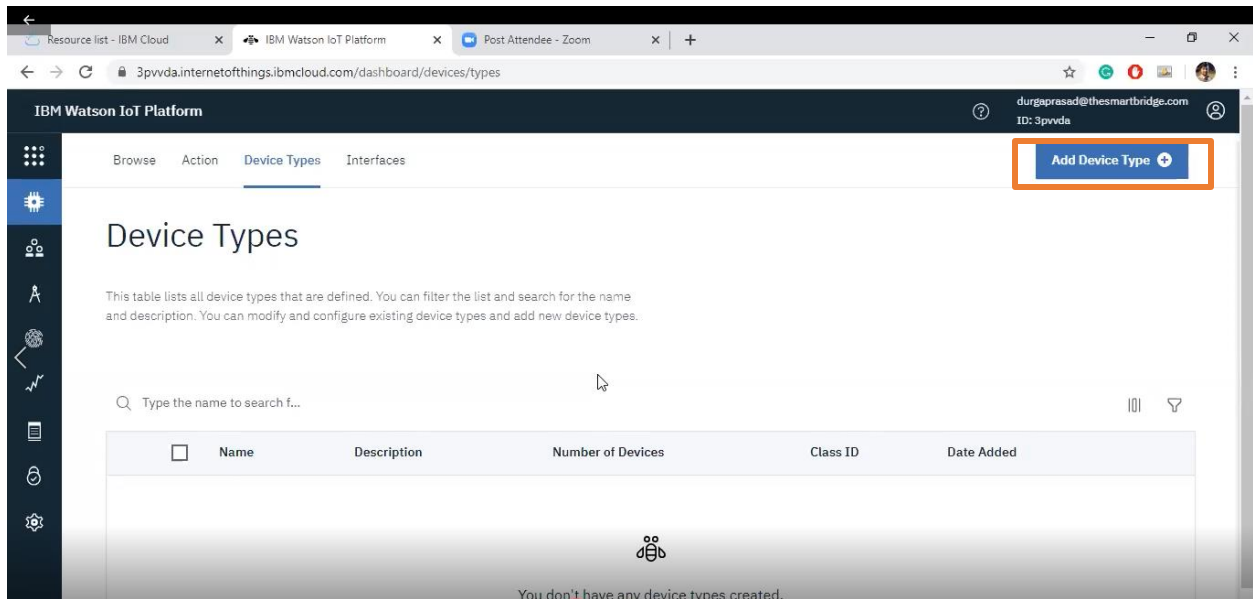 Resource list - IBM Cloud
IBM Watson IoT Platform
Post Attendee - Zoom
3pvvda.internetofthings.ibmcloud.com/dashboard/devices/types
IBM Watson IoT Platform
durgaprasad@thesmartbridge.com
ID: 3pvvda
Browse Action Device Types Interfaces
Add Device Type
Device Types
This table lists all device types that are defined. You can filter the list and search for the name
and description. You can modify and configure existing device types and add new device types.
Type the name to search f...
Name Description Number of Devices Class ID Date Added
You don't have any device types created.